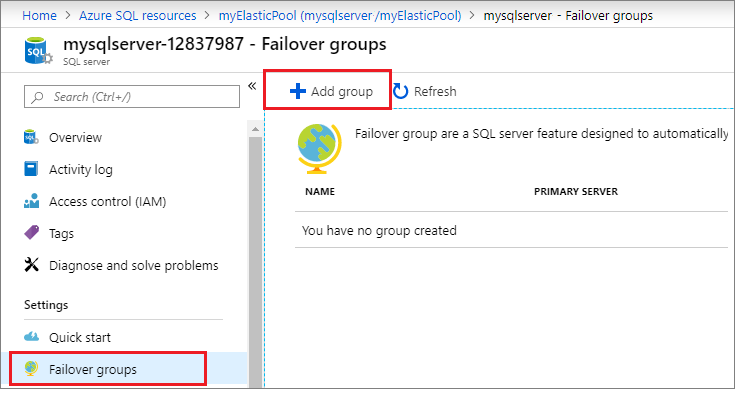 Home > Azure SQL resources > myElasticPool (mysqlserver /myElasticPool) > mysqlserver - Failover groups
mysqlserver-12837987 - Failover groups
SQL
SQL server
Search (Ctrl+/)
«
Add group
Refresh
Overview
Activity log
Access control (IAM)
Tags
Diagnose and solve problems
Settings
Quick start
Failover groups
Failover group are a SQL server feature designed to automatically
NAME PRIMARY SERVER
You have no group created